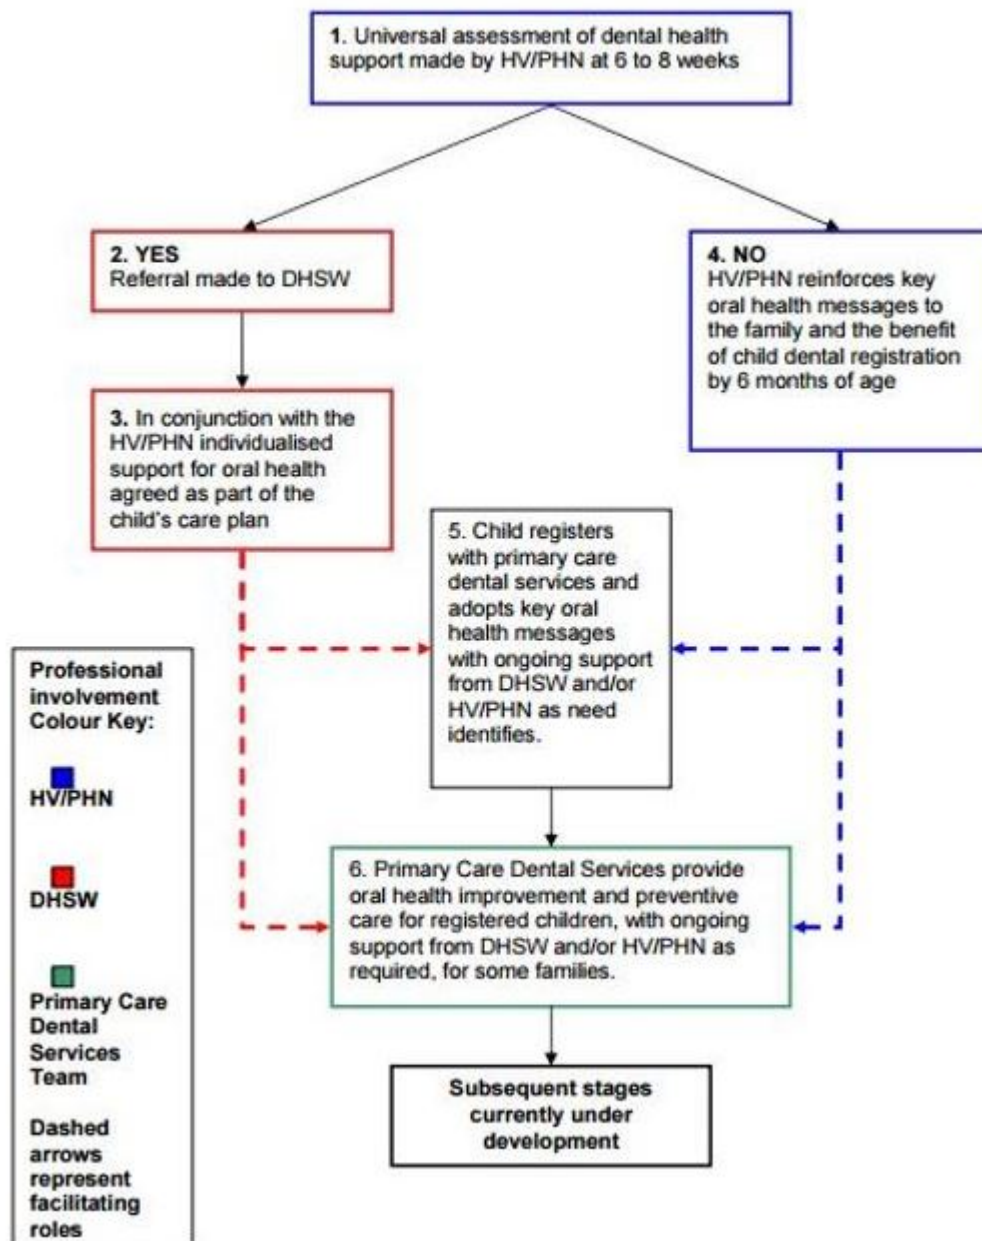 1. Universal assessment of dental health
support made by HV/PHN at 6 to 8 weeks
2. YES
Referral made to DHSW
4. NO
HV/PHN reinforces key
oral health messages to
the family and the benefit
of child dental registration
by 6 months of age
3. In conjunction with the
HV/PHN individualised
support for oral health
agreed as part of the
child's care plan
5. Child registers
with primary care
dental services and
adopts key oral
health messages
with ongoing support
from DHSW and/or
HV/PHN as need
identifies.
Professional
involvement
Colour Key:
HV/PHN
DHSW
Primary Care
Dental
Services
Team
Dashed
arrows
represent
facilitating
roles
6. Primary Care Dental Services provide
oral health improvement and preventive
care for registered children, with ongoing
support from DHSW and/or HV/PHN as
required, for some families.
Subsequent stages
currently under
development